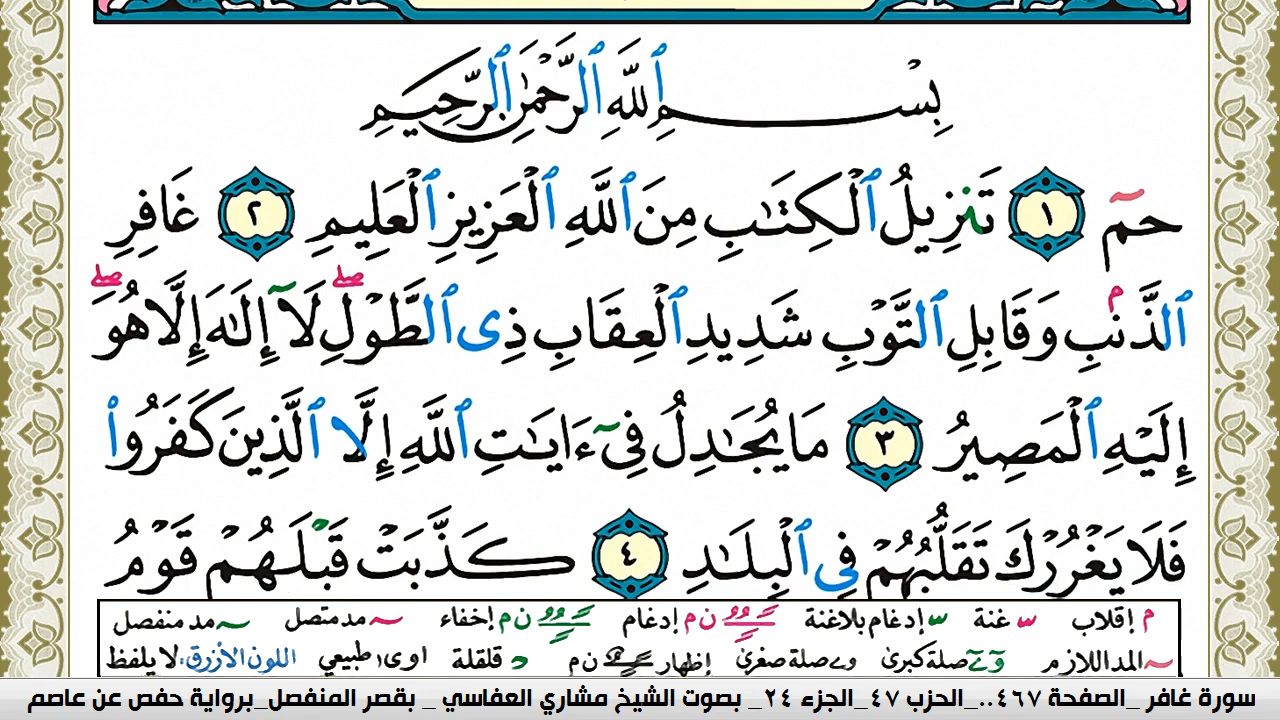 بِسْمِ ٱللَّهِ ٱلرَّحْمَٰنِ ٱلرَّحِيمِ
حمٓ ١ تَنزِيلُ ٱلْكِتَٰبِ مِنَ ٱللَّهِ ٱلْعَزِيزِ ٱلْعَلِيمِ ٢ غَافِرِ
ٱلذَّنۢبِ وَقَابِلِ ٱلتَّوْبِ شَدِيدِ ٱلْعِقَابِ ذِى ٱلطَّوْلِۖ لَآ إِلَٰهَ إِلَّا هُوَۖ
إِلَيْهِ ٱلْمَصِيرُ ٣ مَا يُجَٰدِلُ فِىٓ ءَايَٰتِ ٱللَّهِ إِلَّا ٱلَّذِينَ كَفَرُوا۟
فَلَا يَغْرُرْكَ تَقَلُّبُهُمْ فِى ٱلْبِلَٰدِ ٤ كَذَّبَتْ قَبْلَهُمْ قَوْمُ
م إقلاب س غنة س إدغام بلاغنة ن م إدغام ن م إخفاء مد متصل مد منفصل
المد اللازم و ے صلة كبرى و ے صلة صغرى إظهار ن م د قلقلة ا و ى طبيعي اللون الأزرق: لا يلفظ
سورة غافر _الصفحة ٤٦٧.._الحزب ٤٧_الجزء ٢٤_ بصوت الشيخ مشاري العفاسي _ بقصر المنفصل_برواية حفص عن عاصم